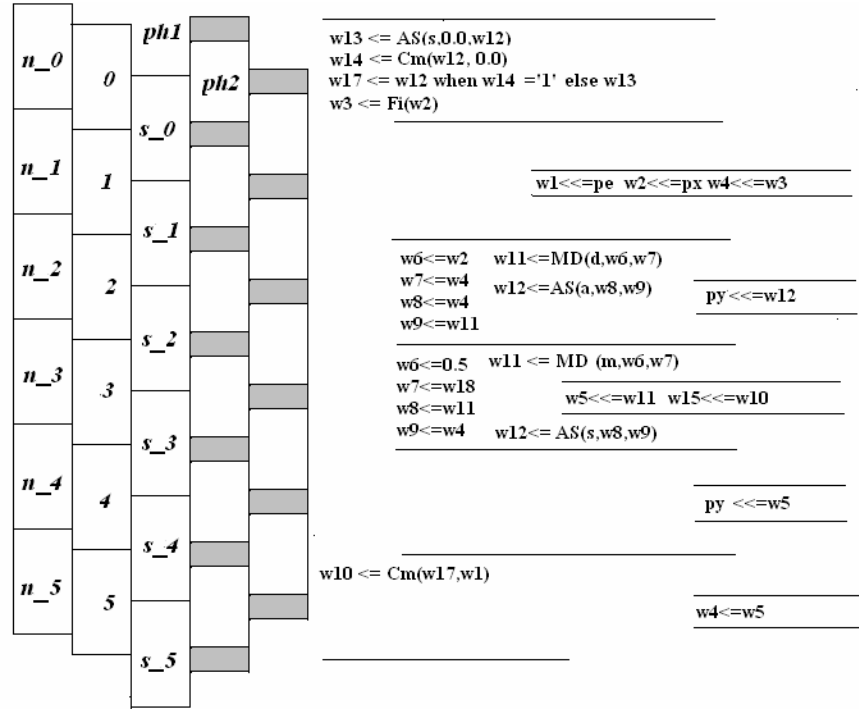 ph1
n_0
0
ph2
s_0
n_1
1
s_1
n_2
2
s_2
n_3
3
s_3
n_4
4
s_4
n_5
5
s_5
w13 <= AS(s,0.0,w12)
w14 <= Cm(w12, 0.0)
w17 <= w12 when w14 ='1' else w13
w3 <= Fi(w2)
w1<<=pe w2<<=px w4<<=w3
w6<=w2 w11<=MD(d,w6,w7)
w7<=w4
w12<=AS(a,w8,w9)
w8<=w4
w9<=w11
py<<=w12
w6<=0.5 w11 <= MD (m,w6,w7)
w7<=w18
w5<<=w11 w15<<=w10
w8<=w11
w9<=w4 w12<= AS(s,w8,w9)
py <<=w5
w10 <= Cm(w17,w1)
w4<=w5